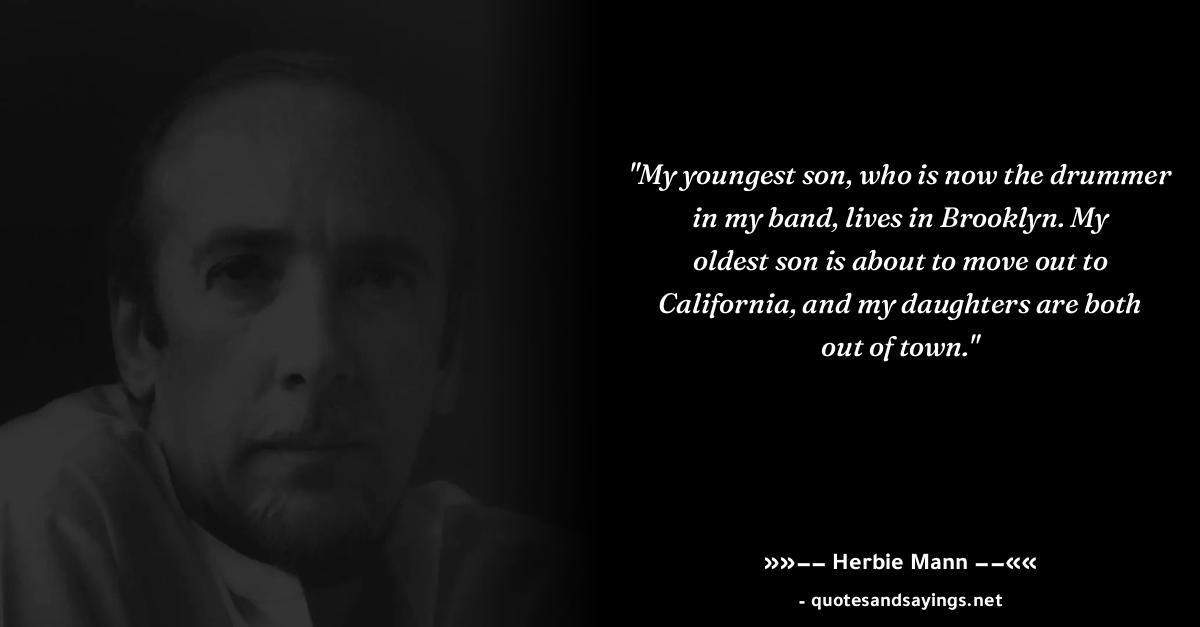 "My youngest son, who is now the drummer
in my band, lives in Brooklyn. My
oldest son is about to move out to
California, and my daughters are both
out of town."
»»–– Herbie Mann ––««
- quotesandsayings.net